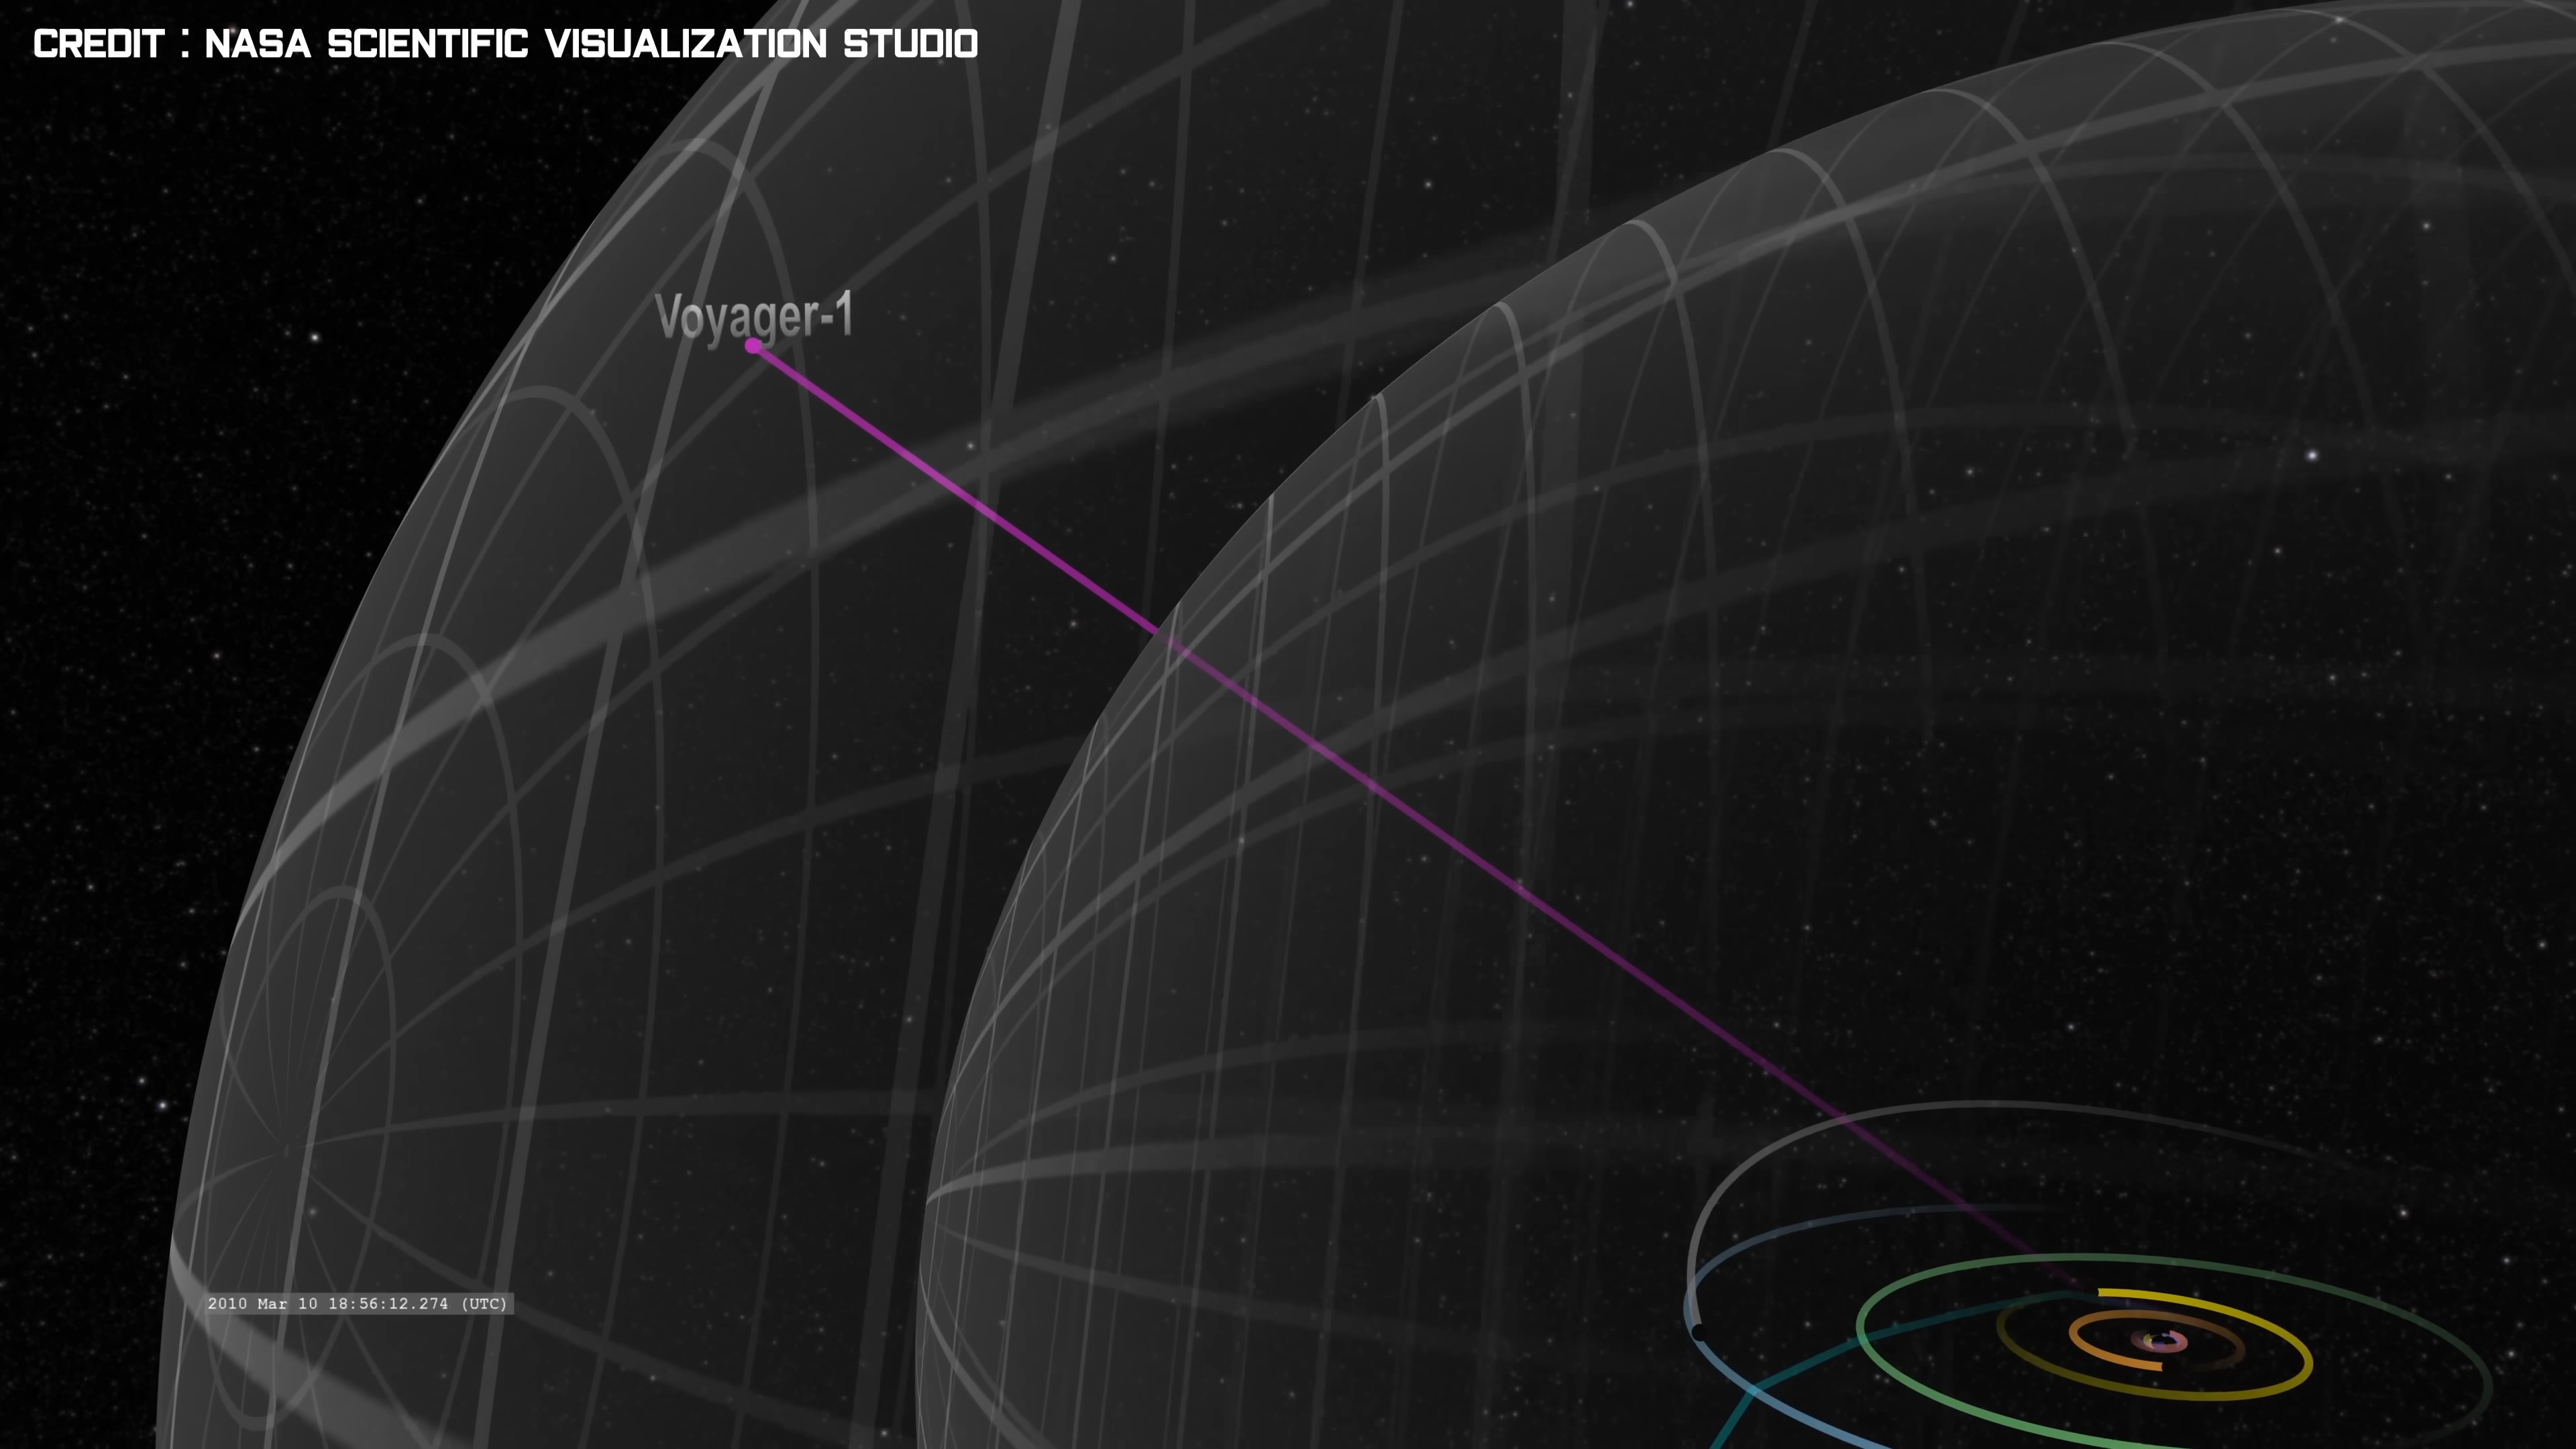 CREDIT : NASA SCIENTIFIC VISUALIZATION STUDIO
Voyager-1
2010 Mar 10 18:56:12.274 (UTC)